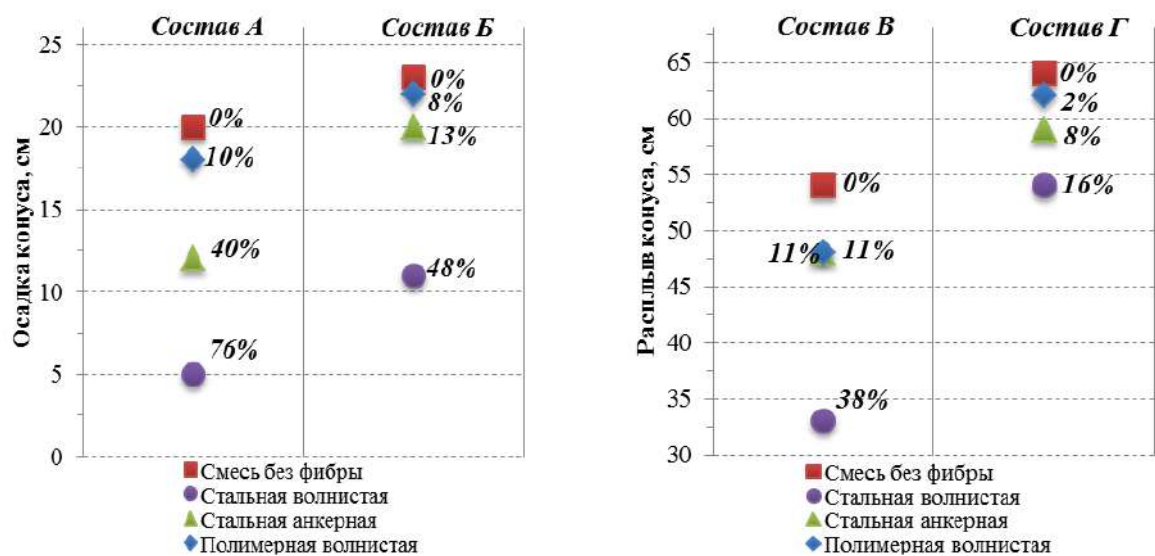 Состав А
Состав Б
Осадка конуса, см
25
20
15
10
5
0
0%
10%
40%
76%
0%
8%
13%
48%
Смесь без фибры
Стальная волнистая
Стальная анкерная
Полимерная волнистая
Состав В
Состав Г
Расплыв конуса, см
65
60
55
50
45
40
35
30
0%
11%
11%
38%
0%
2%
8%
16%
Смесь без фибры
Стальная волнистая
Стальная анкерная
Полимерная волнистая